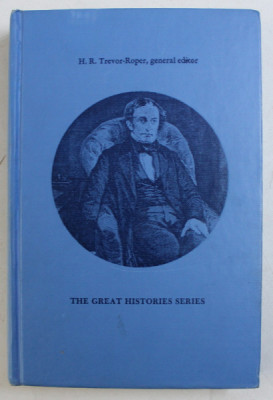 H. R. Trevor-Roper, general editor
THE GREAT HISTORIES SERIES